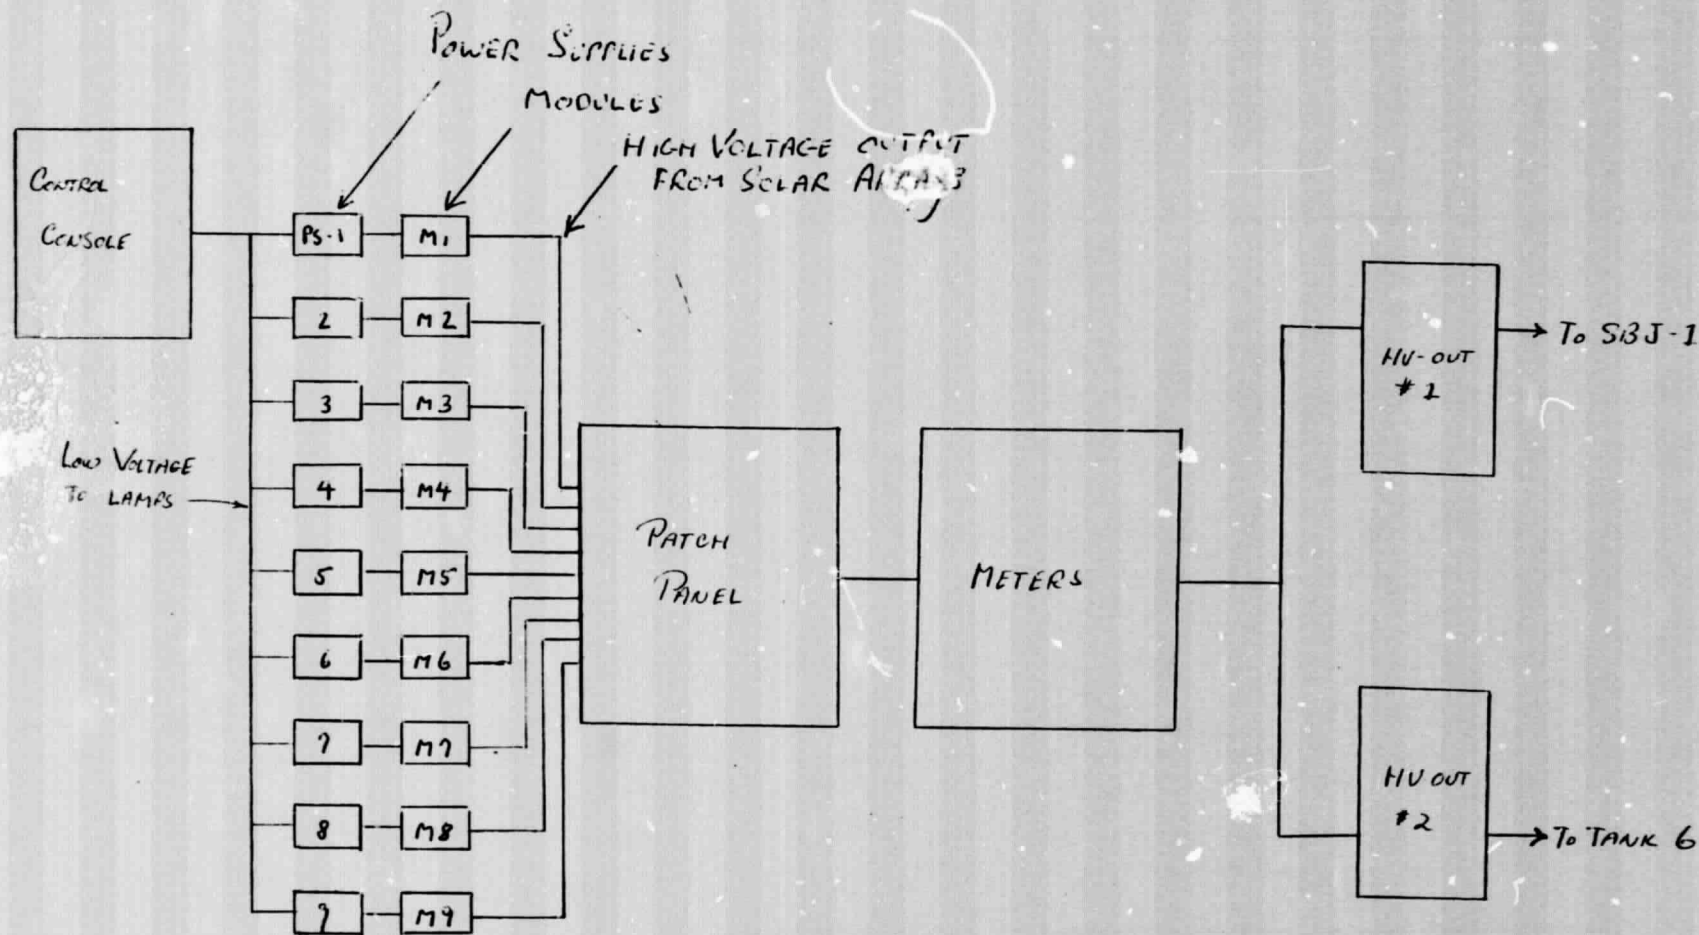 POWER SUPPLIES
MODULES
HIGH VOLTAGE OUTPUT
FROM SOLAR ARRAYS
CONTROL
CONSOLE
PS-1
M1
2
M2
3
M3
LOW VOLTAGE
TO LAMPS
4
M4
5
M5
6
M6
7
M7
8
M8
9
M9
PATCH
PANEL
METERS
HV-OUT
#1
TO SBJ-1
HV OUT
#2
TO TANK 6